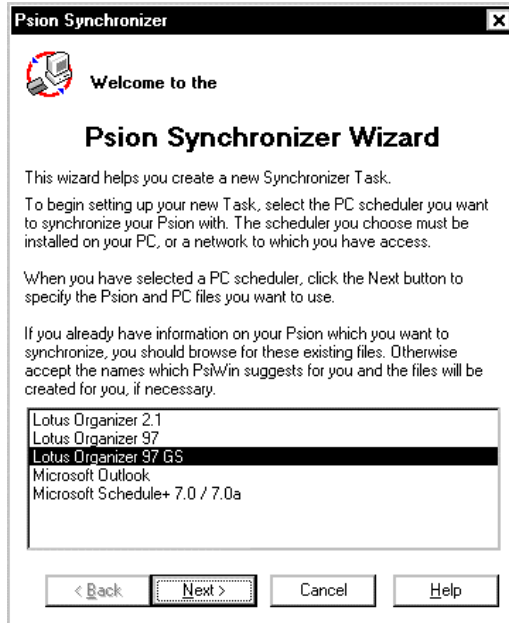 Psion Synchronizer
Welcome to the
Psion Synchronizer Wizard
This wizard helps you create a new Synchronizer Task.
To begin setting up your new Task, select the PC scheduler you want
to synchronize your Psion with. The scheduler you choose must be
installed on your PC, or a network to which you have access.
When you have selected a PC scheduler, click the Next button to
specify the Psion and PC files you want to use.
If you already have information on your Psion which you want to
synchronize, you should browse for these existing files. Otherwise
accept the names which PsiWin suggests for you and the files will be
created for you, if necessary.
Lotus Organizer 2.1
Lotus Organizer 97
Lotus Organizer 97 GS
Microsoft Outlook
Microsoft Schedule+ 7.0 / 7.0a
< Back Next > Cancel Help